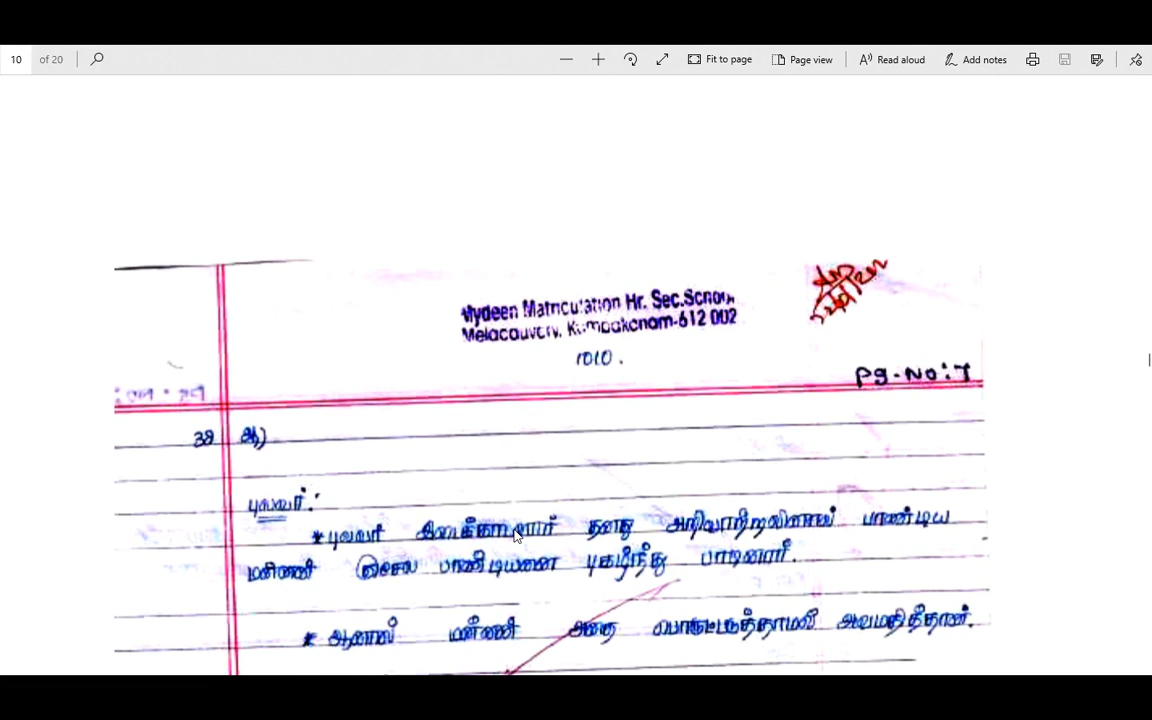 10 of 20 Fit to page Page view Read aloud Add notes
Mydeen Matriculation Hr. Sec. School
Melacauvery, Kumbakonam-612 002
1010.
Pg-No:7
38 ஆ)
புலவர்:
* புலவர் இடைக்காடனார் தனது அறிவாற்றலினால் பாண்டிய
மன்னன் குசேல பாண்டியனை புகழ்ந்து பாடினார்.
* ஆனால் மன்னன் அதை பொருட்படுத்தாமல் அவமதித்தான்.